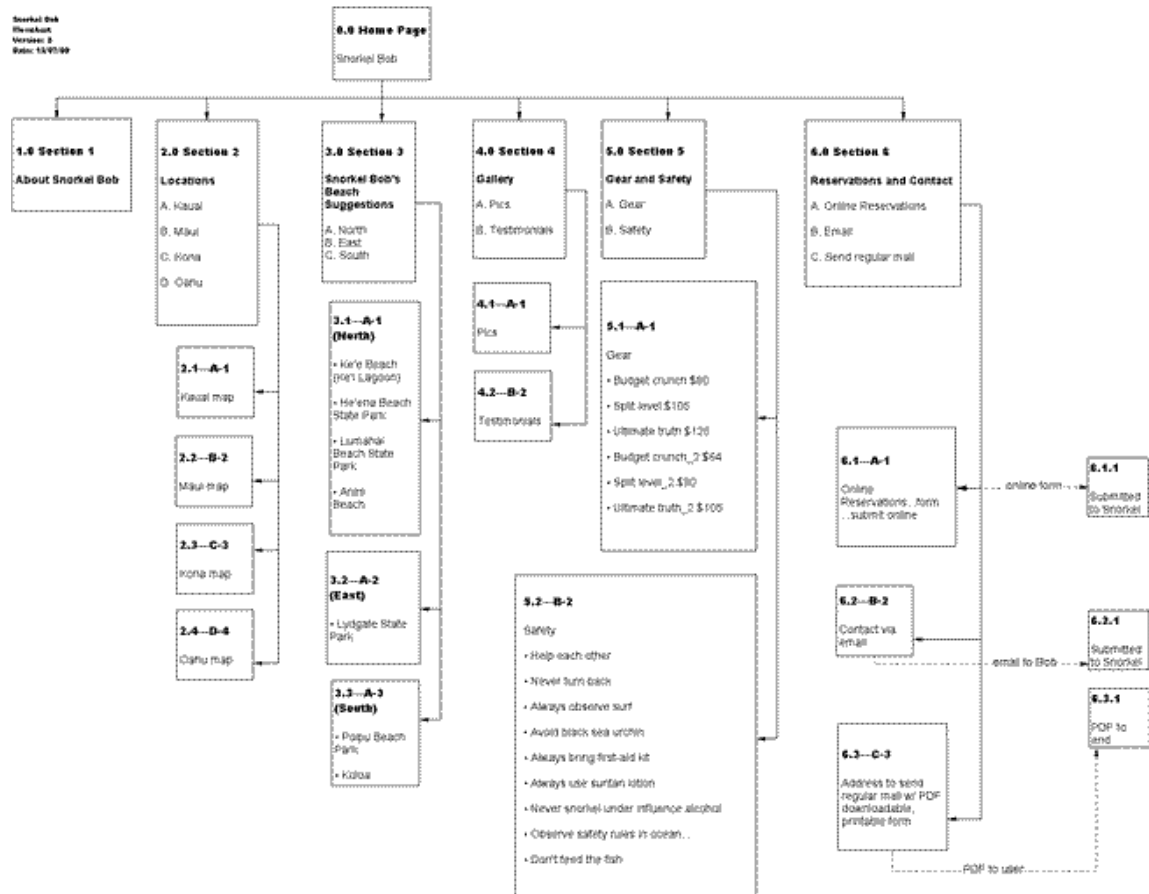 Snorkel Bob
Flowchart
Version: 3
0.0 Home Page
Snorkel Bob
1.0 Section 1
About Snorkel Bob
2.0 Section 2
Locations
A. Kauai
B. Maui
C. Kona
D. Oahu
2.1---A-1
Kauai map
2.2---B-2
Maui map
2.3---C-3
Kona map
2.4---D-4
Oahu map
3.0 Section 3
Snorkel Bob's
Beach
Suggestions
A. North
B. East
C. South
3.1---A-1
(North)
• Ke'e Beach
Lagoon)
Beach
State Park
• Lumahai
Beach State
Park
• Anini
Beach
3.2---A-2
(East)
• Lydgate State
Park
3.3---A-3
(South)
• Poipu Beach
Park
• Koloa
4.0 Section 4
Gallery
A. Pics
B. Testimonials
4.1---A-1
Pics
4.2---B-2
Testimonials
5.0 Section 5
Gear and Safety
A. Gear
B. Safety
5.1---A-1
Gear
• Budget crunch
• Split level $105
• Ultimate truth
• Budget crunch_2 $64
• Split level_2
• Ultimate truth_2 $105
5.2---B-2
Safety
• Help each other
• Never turn back
• Always observe surf
• Avoid black sea urchin
• Always bring first-aid kit
• Always use suntan lotion
• Never snorkel under influence alcohol
• Observe safety rules in ocean...
• Don't feed the fish
6.0 Section 6
Reservations and Contact
A. Online Reservations
B. Email
C. Send regular mail
6.1---A-1
Online
Reservations...form
...submit online
online form
6.1.1
Submitted
to Snorkel
6.2---B-2
Contact via
email
email to Bob
6.2.1
Submitted
to Snorkel
6.3---C-3
Address to send
regular mail w/ PDF
downloadable,
printable form
PDF to user
6.3.1
PDF to